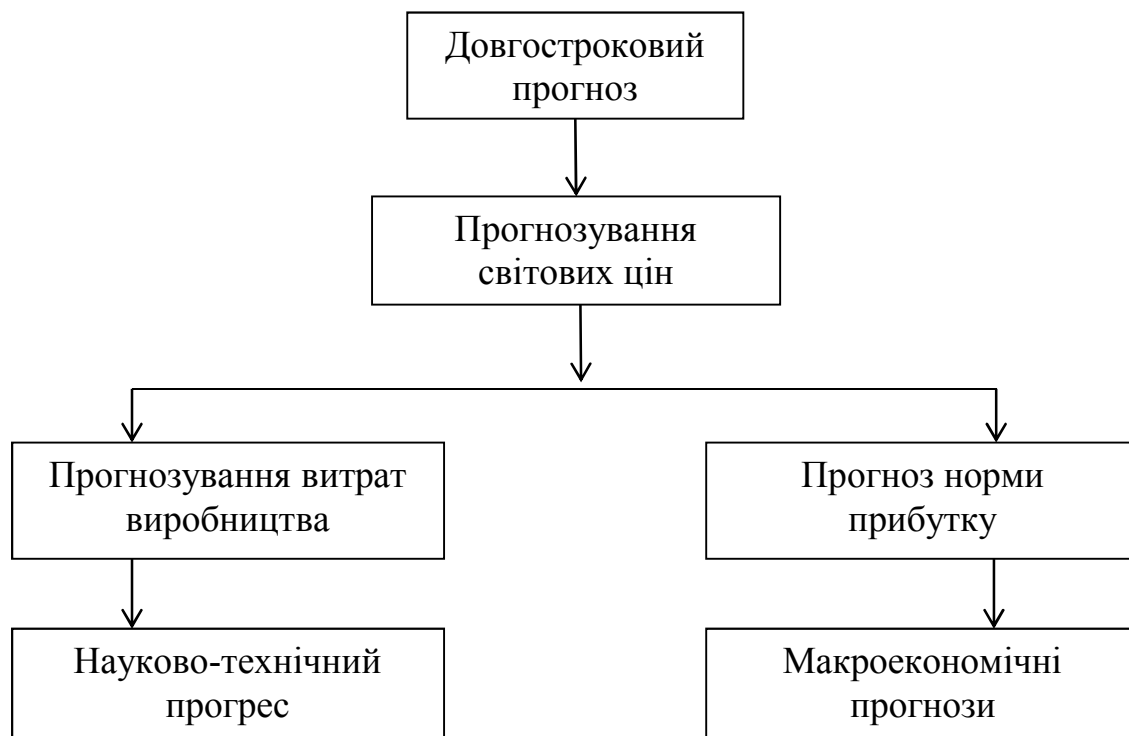 Довгостроковий
прогноз
Прогнозування
світових цін
Прогнозування витрат
виробництва
Прогноз норми
прибутку
Науково-технічний
прогрес
Макроекономічні
прогнози